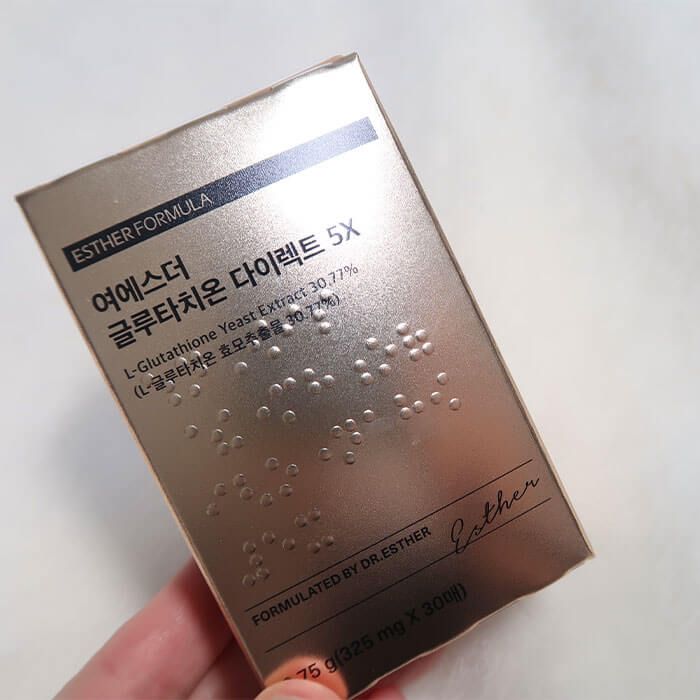 ESTHER FORMULA
여에스더
글루타치온 다이렉트 5X
L-Glutathione Yeast Extract 30.77%
(L-글루타치온 효모추출물 30.77%)
Esther
FORMULATED BY DR.ESTHER
.75 g(325 mg X 30매)